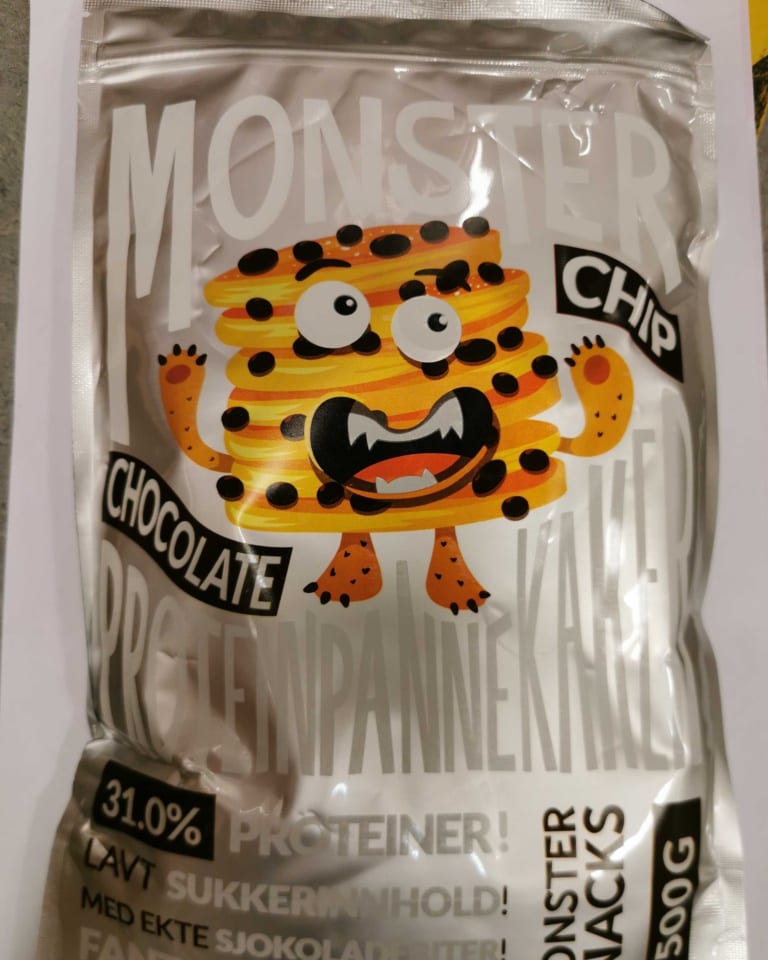 MONSTER
CHOCOLATE
CHIP
PROTEINPANNEKAKER
31.0% PROTEINER!
LAVT SUKKERINNHOLD!
MED EKTE SJOKOLADEBITER!
MONSTER
SNACKS
500G